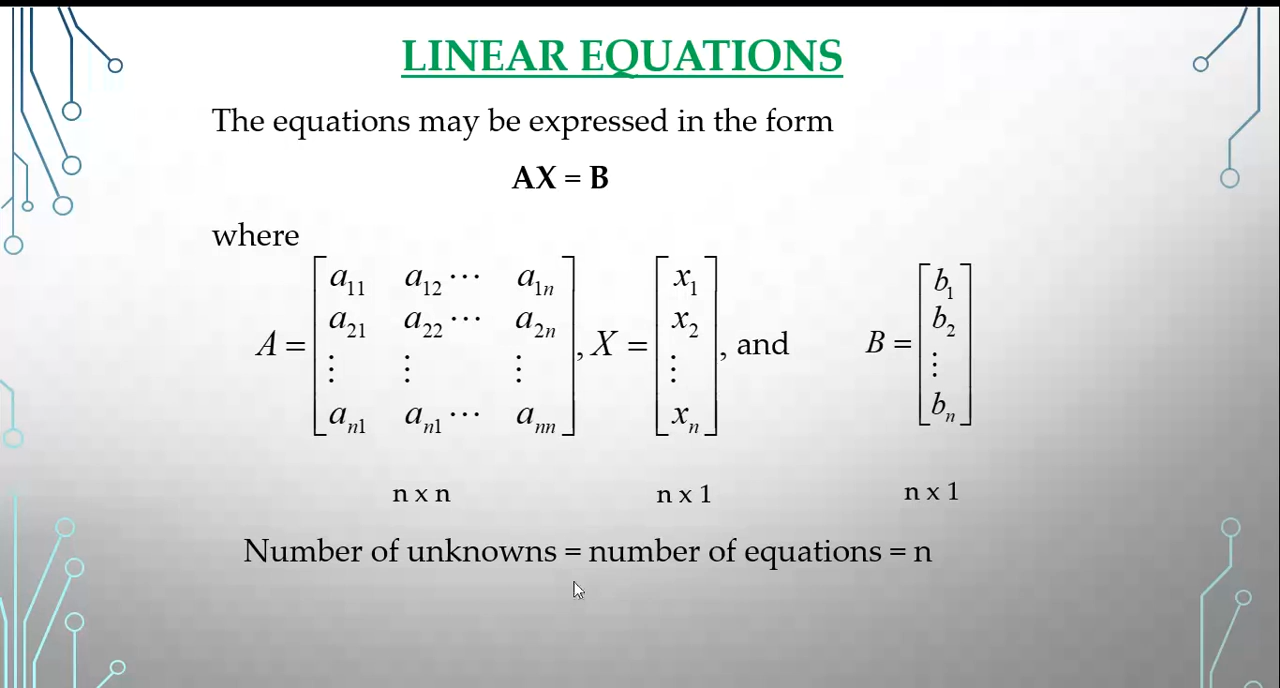 LINEAR EQUATIONS
The equations may be expressed in the form
AX = B
where
A = [a₁₁ a₁₂ ⋯ a₁ₙ
a₂₁ a₂₂ ⋯ a₂ₙ
⋮ ⋮ ⋮
aₙ₁ aₙ₁ ⋯ aₙₙ], X = [x₁
x₂
⋮
xₙ], and B = [b₁
b₂
⋮
bₙ]
n x n n x 1 n x 1
Number of unknowns = number of equations = n